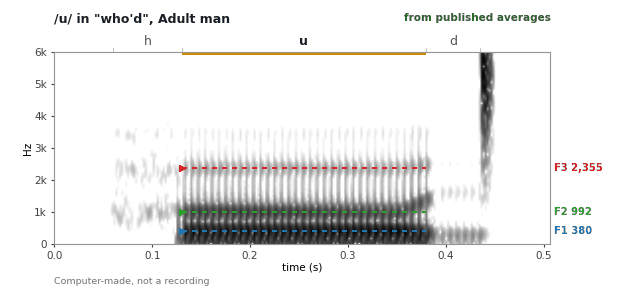 /u/ in "who'd", Adult man
from published averages
h u d
6k
5k
4k
3k
2k
1k
0
Hz
F3 2,355
F2 992
F1 380
0.0 0.1 0.2 0.3 0.4 0.5
time (s)
Computer-made, not a recording